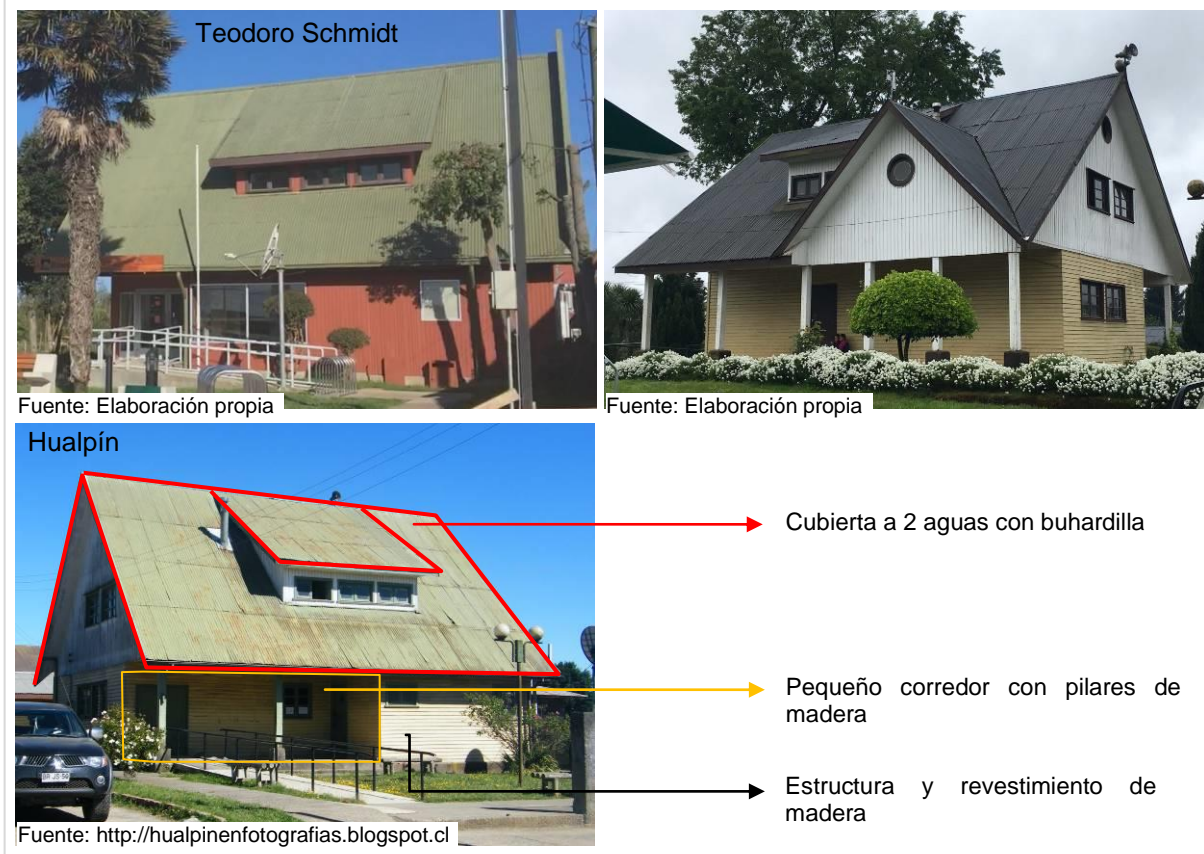 Teodoro Schmidt
Fuente: Elaboración propia
Fuente: Elaboración propia
Hualpín
Cubierta a 2 aguas con buhardilla
Pequeño corredor con pilares de
madera
Estructura y revestimiento de
madera
Fuente: http://hualpinenfotografias.blogspot.cl